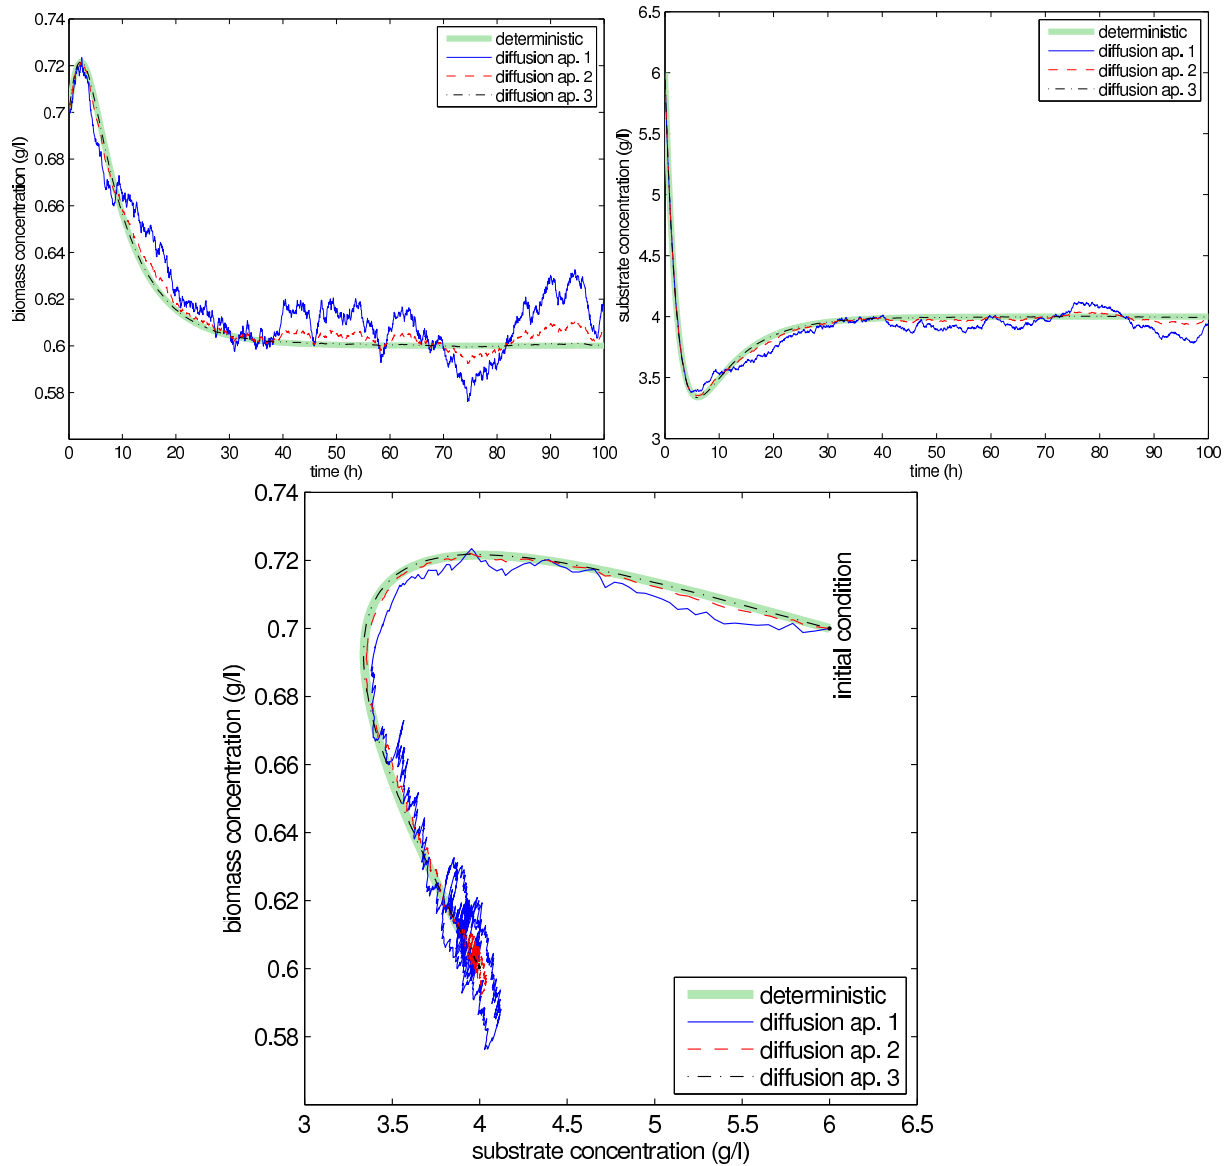 0.74
0.72
0.7
0.68
0.66
0.64
0.62
0.6
0.58
biomass concentration (g/l)
0 10 20 30 40 50 60 70 80 90 100
time (h)
deterministic
diffusion ap. 1
diffusion ap. 2
diffusion ap. 3
6.5
6
5.5
5
4.5
4
3.5
3
substrate concentration (g/l)
0 10 20 30 40 50 60 70 80 90 100
time (h)
deterministic
diffusion ap. 1
diffusion ap. 2
diffusion ap. 3
0.74
0.72
0.7
0.68
0.66
0.64
0.62
0.6
0.58
biomass concentration (g/l)
initial condition
deterministic
diffusion ap. 1
diffusion ap. 2
diffusion ap. 3
3 3.5 4 4.5 5 5.5 6 6.5
substrate concentration (g/l)